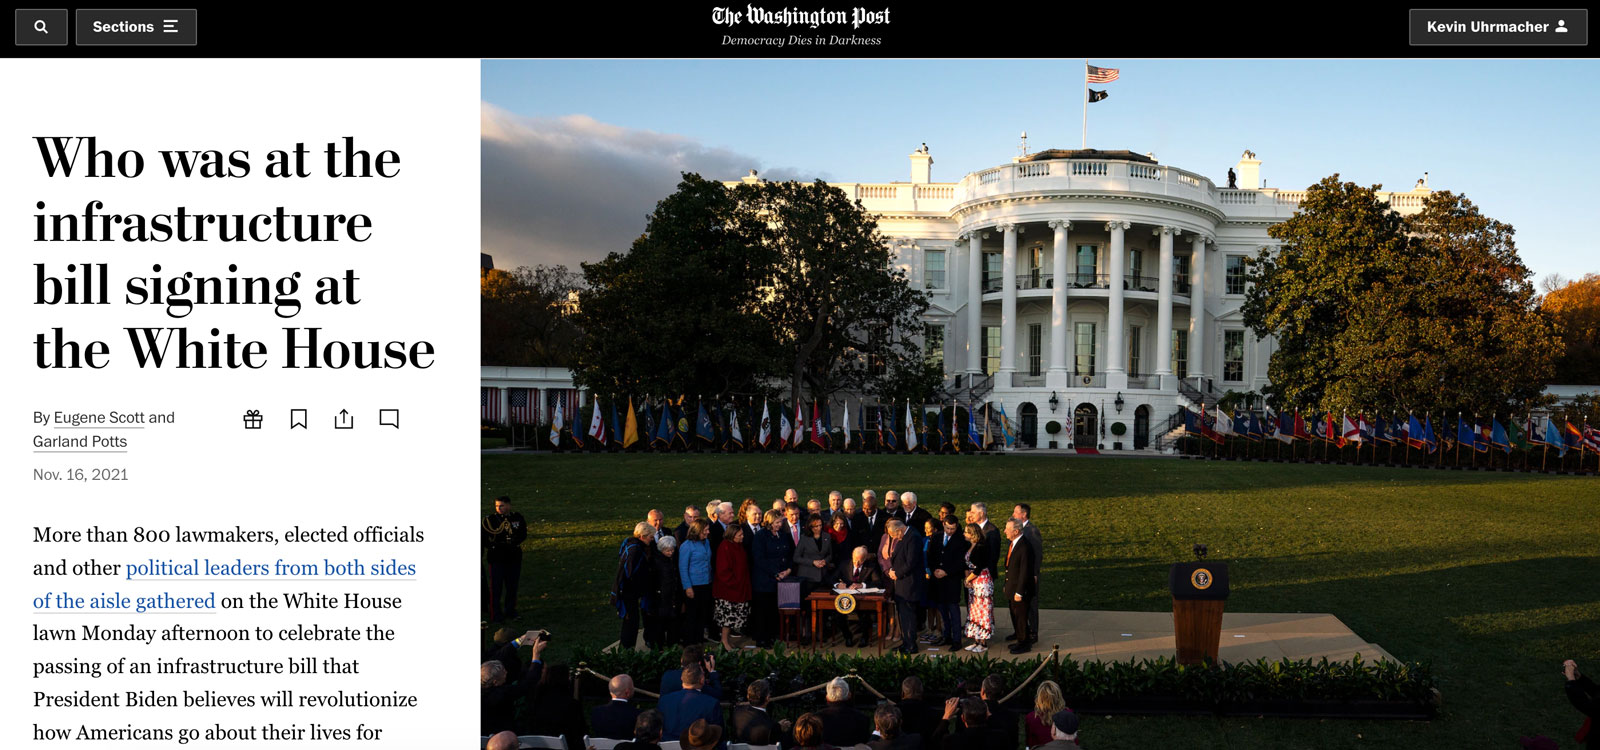 Sections
The Washington Post
Democracy Dies in Darkness
Kevin Uhrmacher
Who was at the
infrastructure
bill signing at
the White House
By Eugene Scott and
Garland Potts
Nov. 16, 2021
More than 800 lawmakers, elected officials
and other political leaders from both sides
of the aisle gathered on the White House
lawn Monday afternoon to celebrate the
passing of an infrastructure bill that
President Biden believes will revolutionize
how Americans go about their lives for